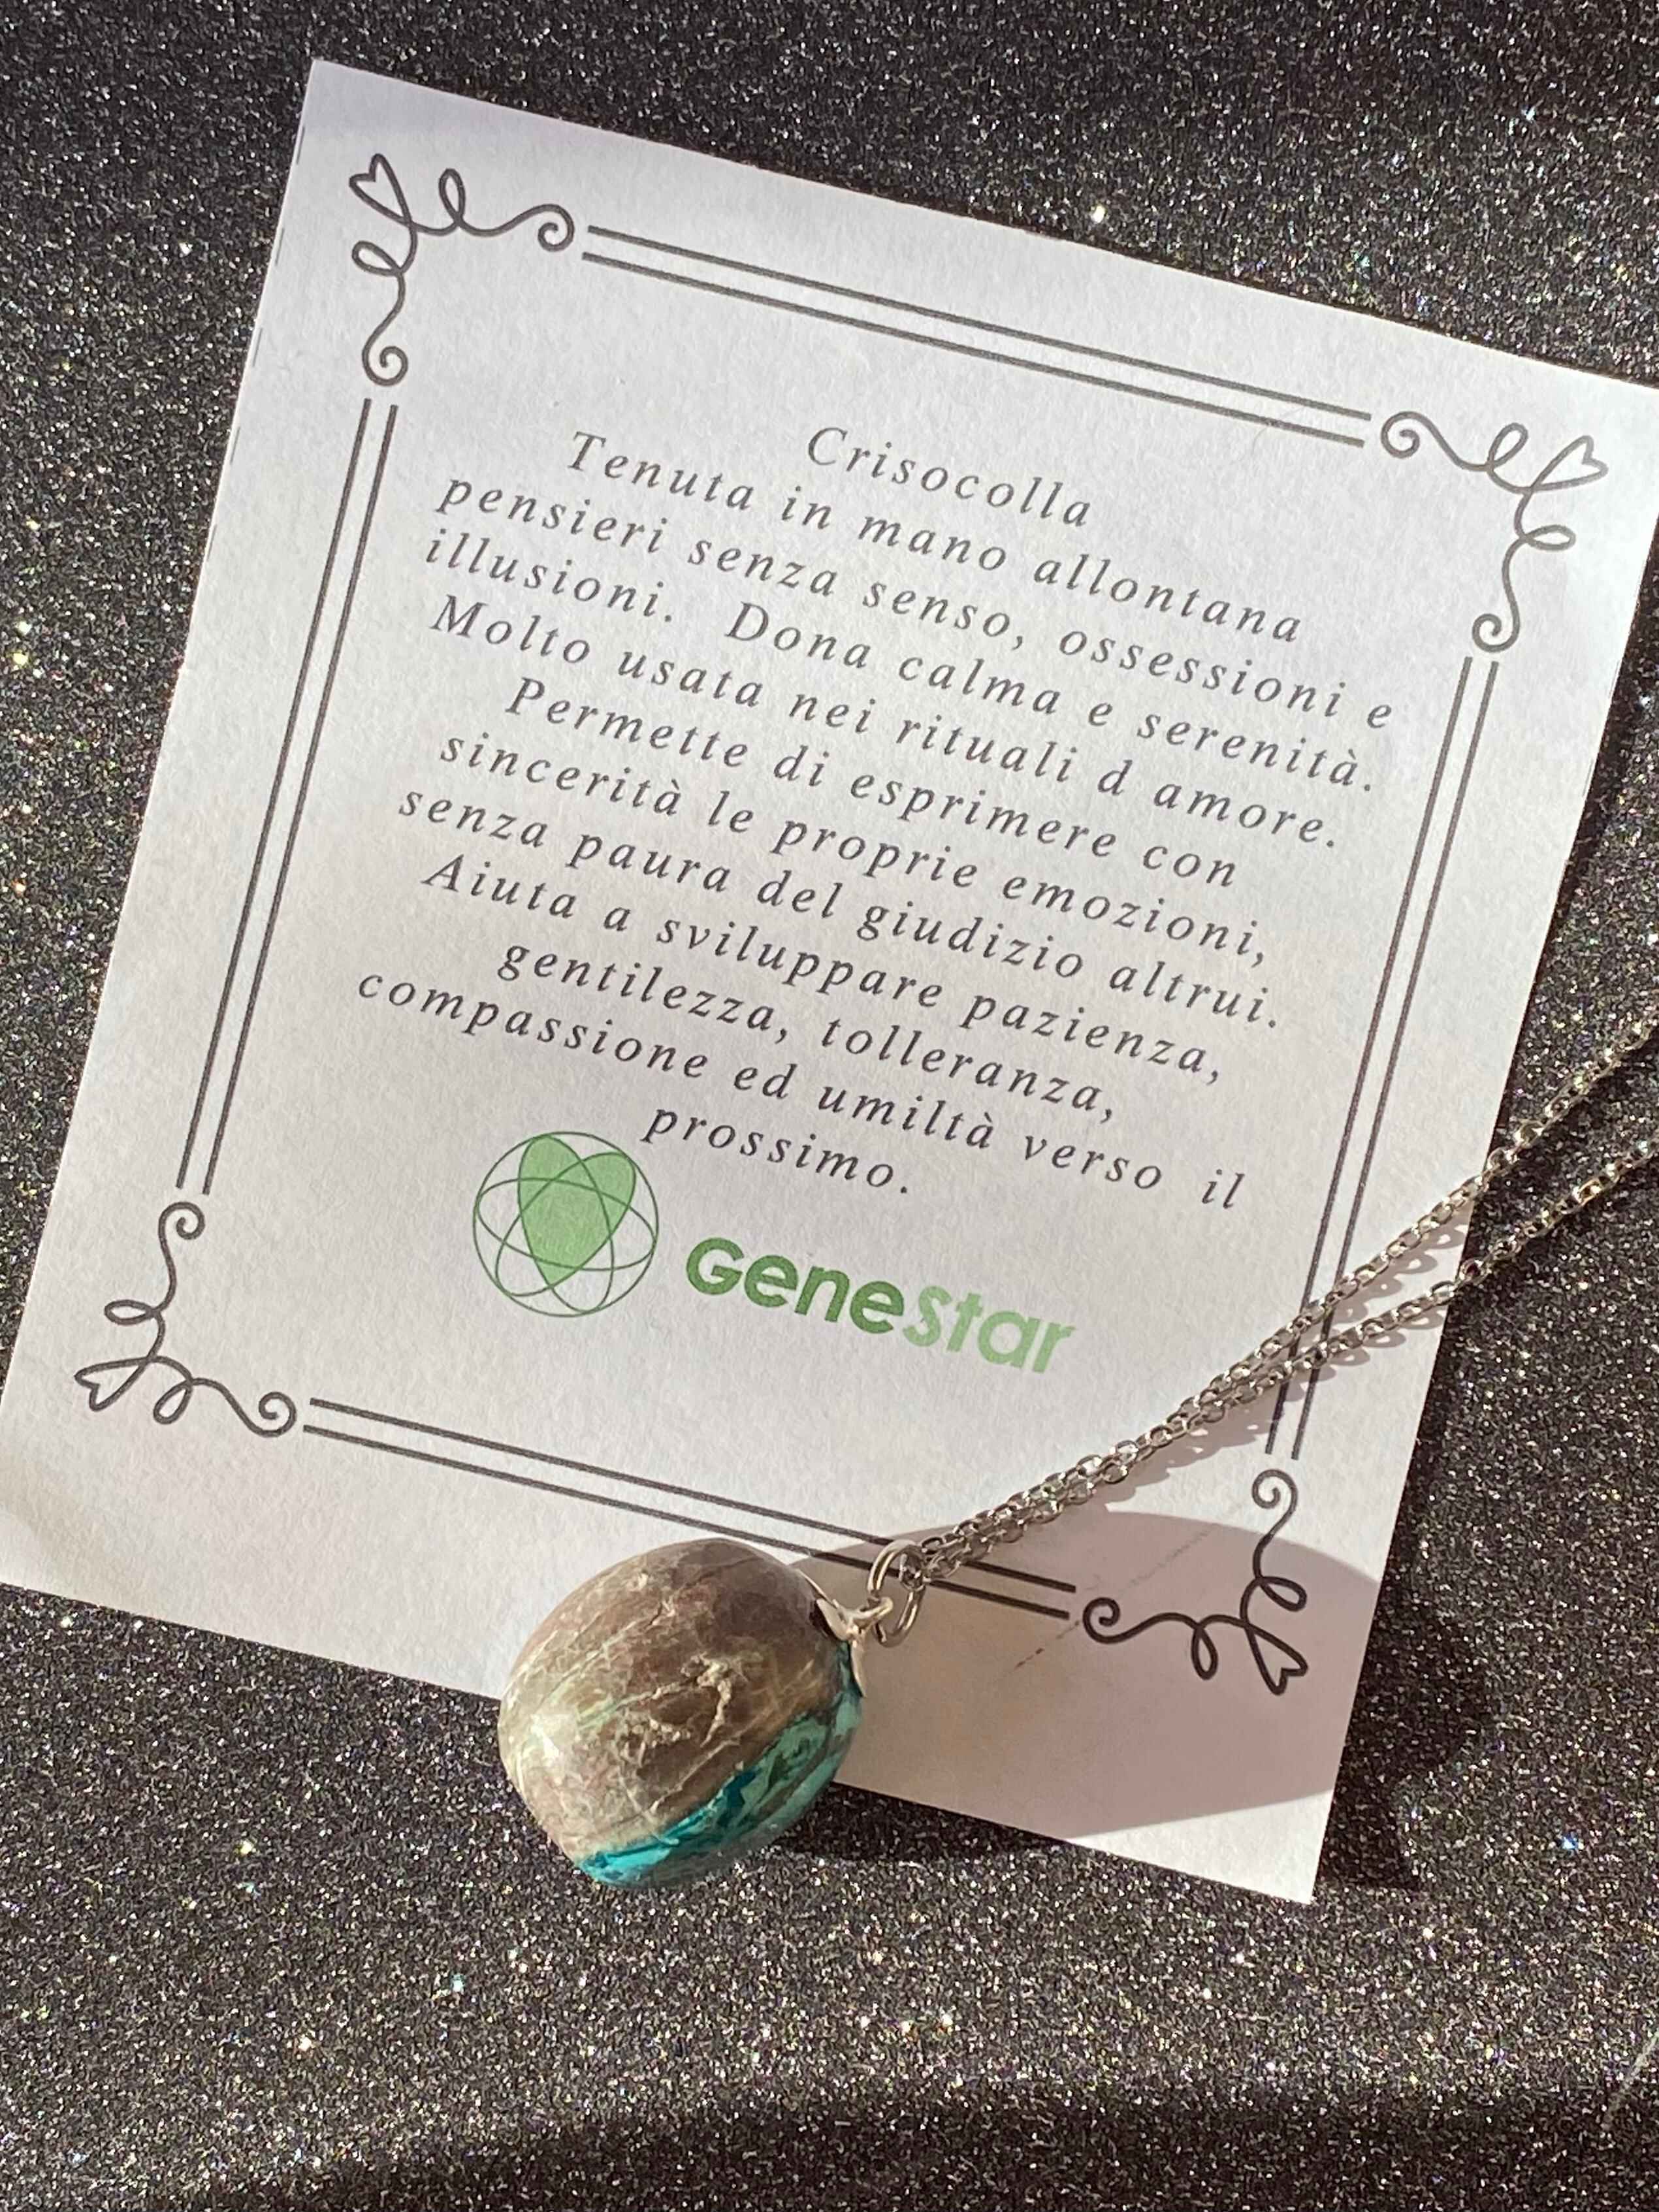 Crisocolla
Tenuta in mano allontana
pensieri senza senso, ossessioni e
illusioni. Dona calma e serenità.
Molto usata nei rituali d amore.
Permette di esprimere con
sincerità le proprie emozioni,
senza paura del giudizio altrui.
Aiuta a sviluppare pazienza,
gentilezza, tolleranza,
compassione ed umiltà verso il
prossimo.
Genestar